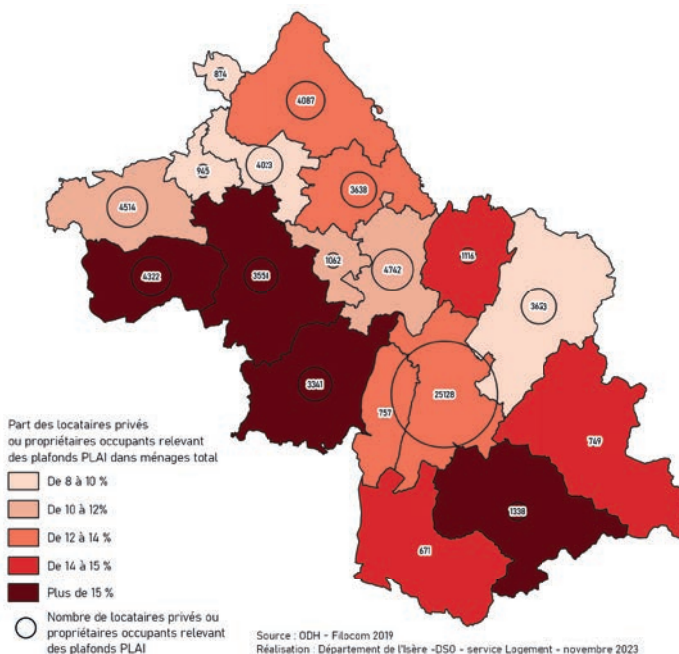 874
4087
945
4023
3638
4514
1062
4742
1116
4322
3551
3623
3341
757
25128
749
1338
671
Part des locataires privés
ou propriétaires occupants relevant
des plafonds PLAI dans ménages total
De 8 à 10 %
De 10 à 12%
De 12 à 14 %
De 14 à 15 %
Plus de 15 %
Nombre de locataires privés ou
propriétaires occupants relevant
des plafonds PLAI
Source : ODH - Filocom 2019
Réalisation : Département de l'Isère -DSO - service Logement - novembre 2023